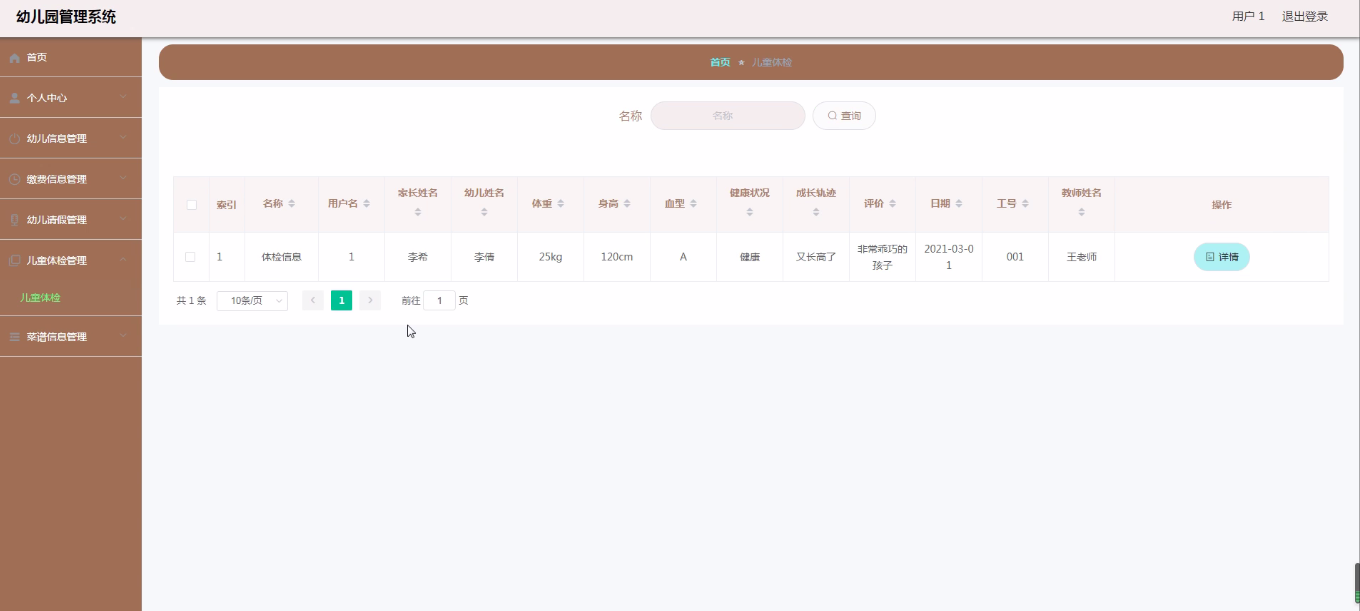 幼儿园管理系统
用户 1 退出登录
首页
个人中心
幼儿信息管理
缴费信息管理
幼儿请假管理
儿童体检管理
儿童体检
菜谱信息管理
首页 ★ 儿童体检
名称 名称 查询
索引 名称 用户名 家长姓名 幼儿姓名 体重 身高 血型 健康状况 成长轨迹 评价 日期 工号 教师姓名 操作
1 体检信息 1 李希 李倩 25kg 120cm A 健康 又长高了 非常乖巧的孩子 2021-03-01 001 王老师 详情
共 1 条 10条/页 1 前往 1 页